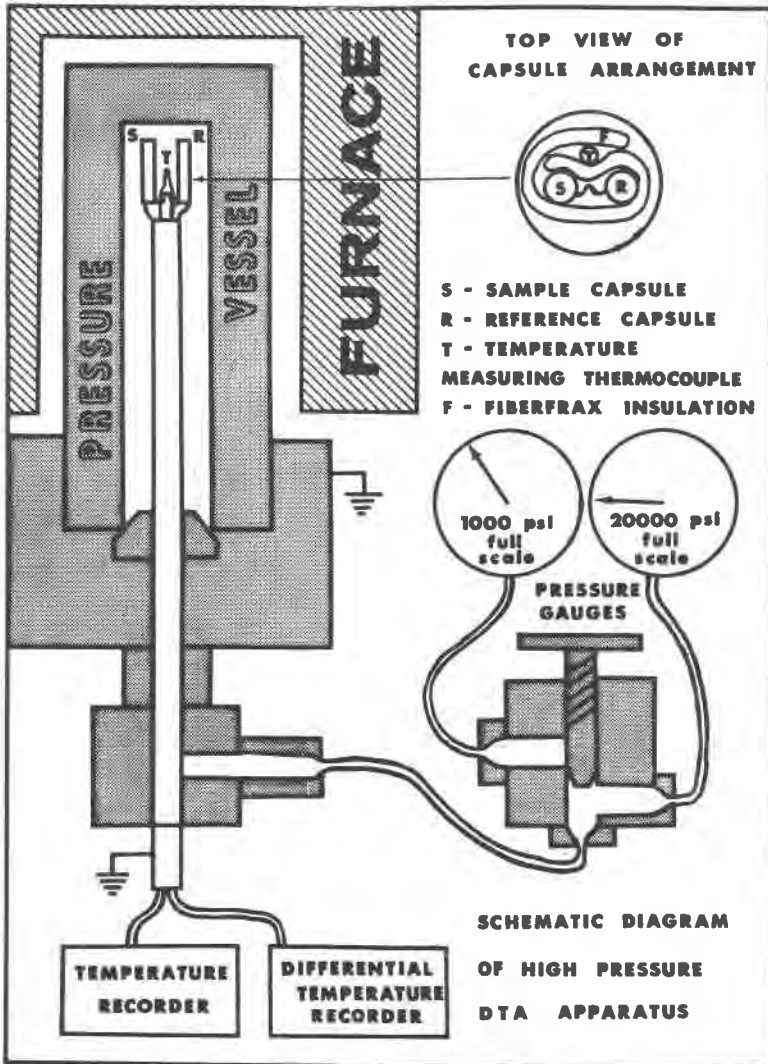 TOP VIEW OF
CAPSULE ARRANGEMENT
FURNACE
S
R
T
F
T
S
R
PRESSURE
VESSEL
S - SAMPLE CAPSULE
R - REFERENCE CAPSULE
T - TEMPERATURE
MEASURING THERMOCOUPLE
F - FIBERFRAX INSULATION
1000 psi
full
scale
20000 psi
full
scale
PRESSURE
GAUGES
TEMPERATURE
RECORDER
DIFFERENTIAL
TEMPERATURE
RECORDER
SCHEMATIC DIAGRAM
OF HIGH PRESSURE
DTA APPARATUS